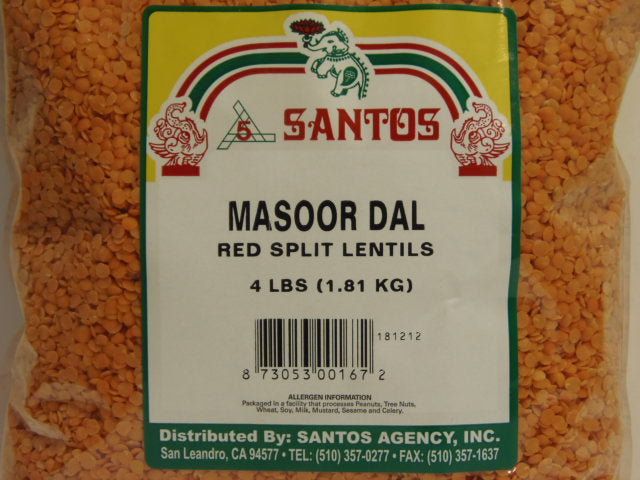 5 SANTOS
MASOOR DAL
RED SPLIT LENTILS
4 LBS (1.81 KG)
181212
8 73053 00167 2
ALLERGEN INFORMATION
Packaged in a facility that processes Peanuts, Tree Nuts,
Wheat, Soy, Milk, Mustard, Sesame and Celery.
Distributed By: SANTOS AGENCY, INC.
San Leandro, CA 94577 • TEL: (510) 357-0277 • FAX: (510) 357-1637